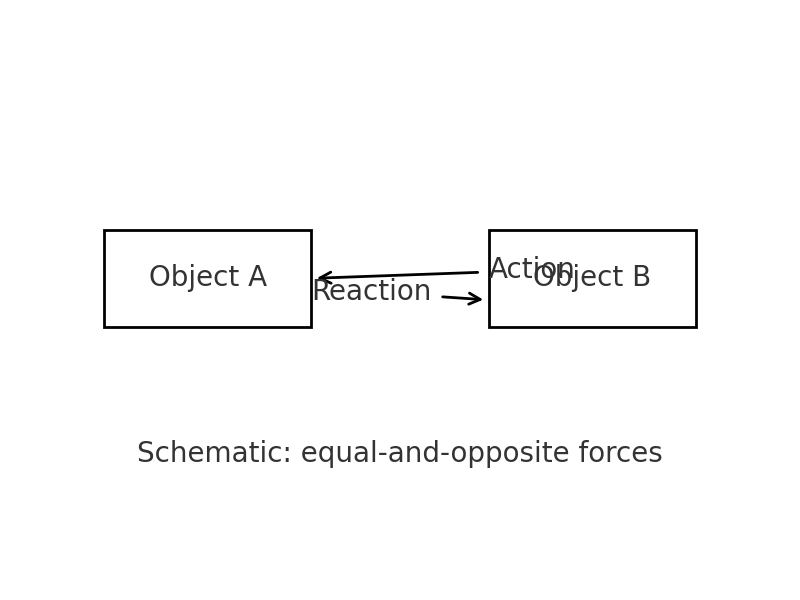 Object A
Action
Object B
Reaction
Schematic: equal-and-opposite forces